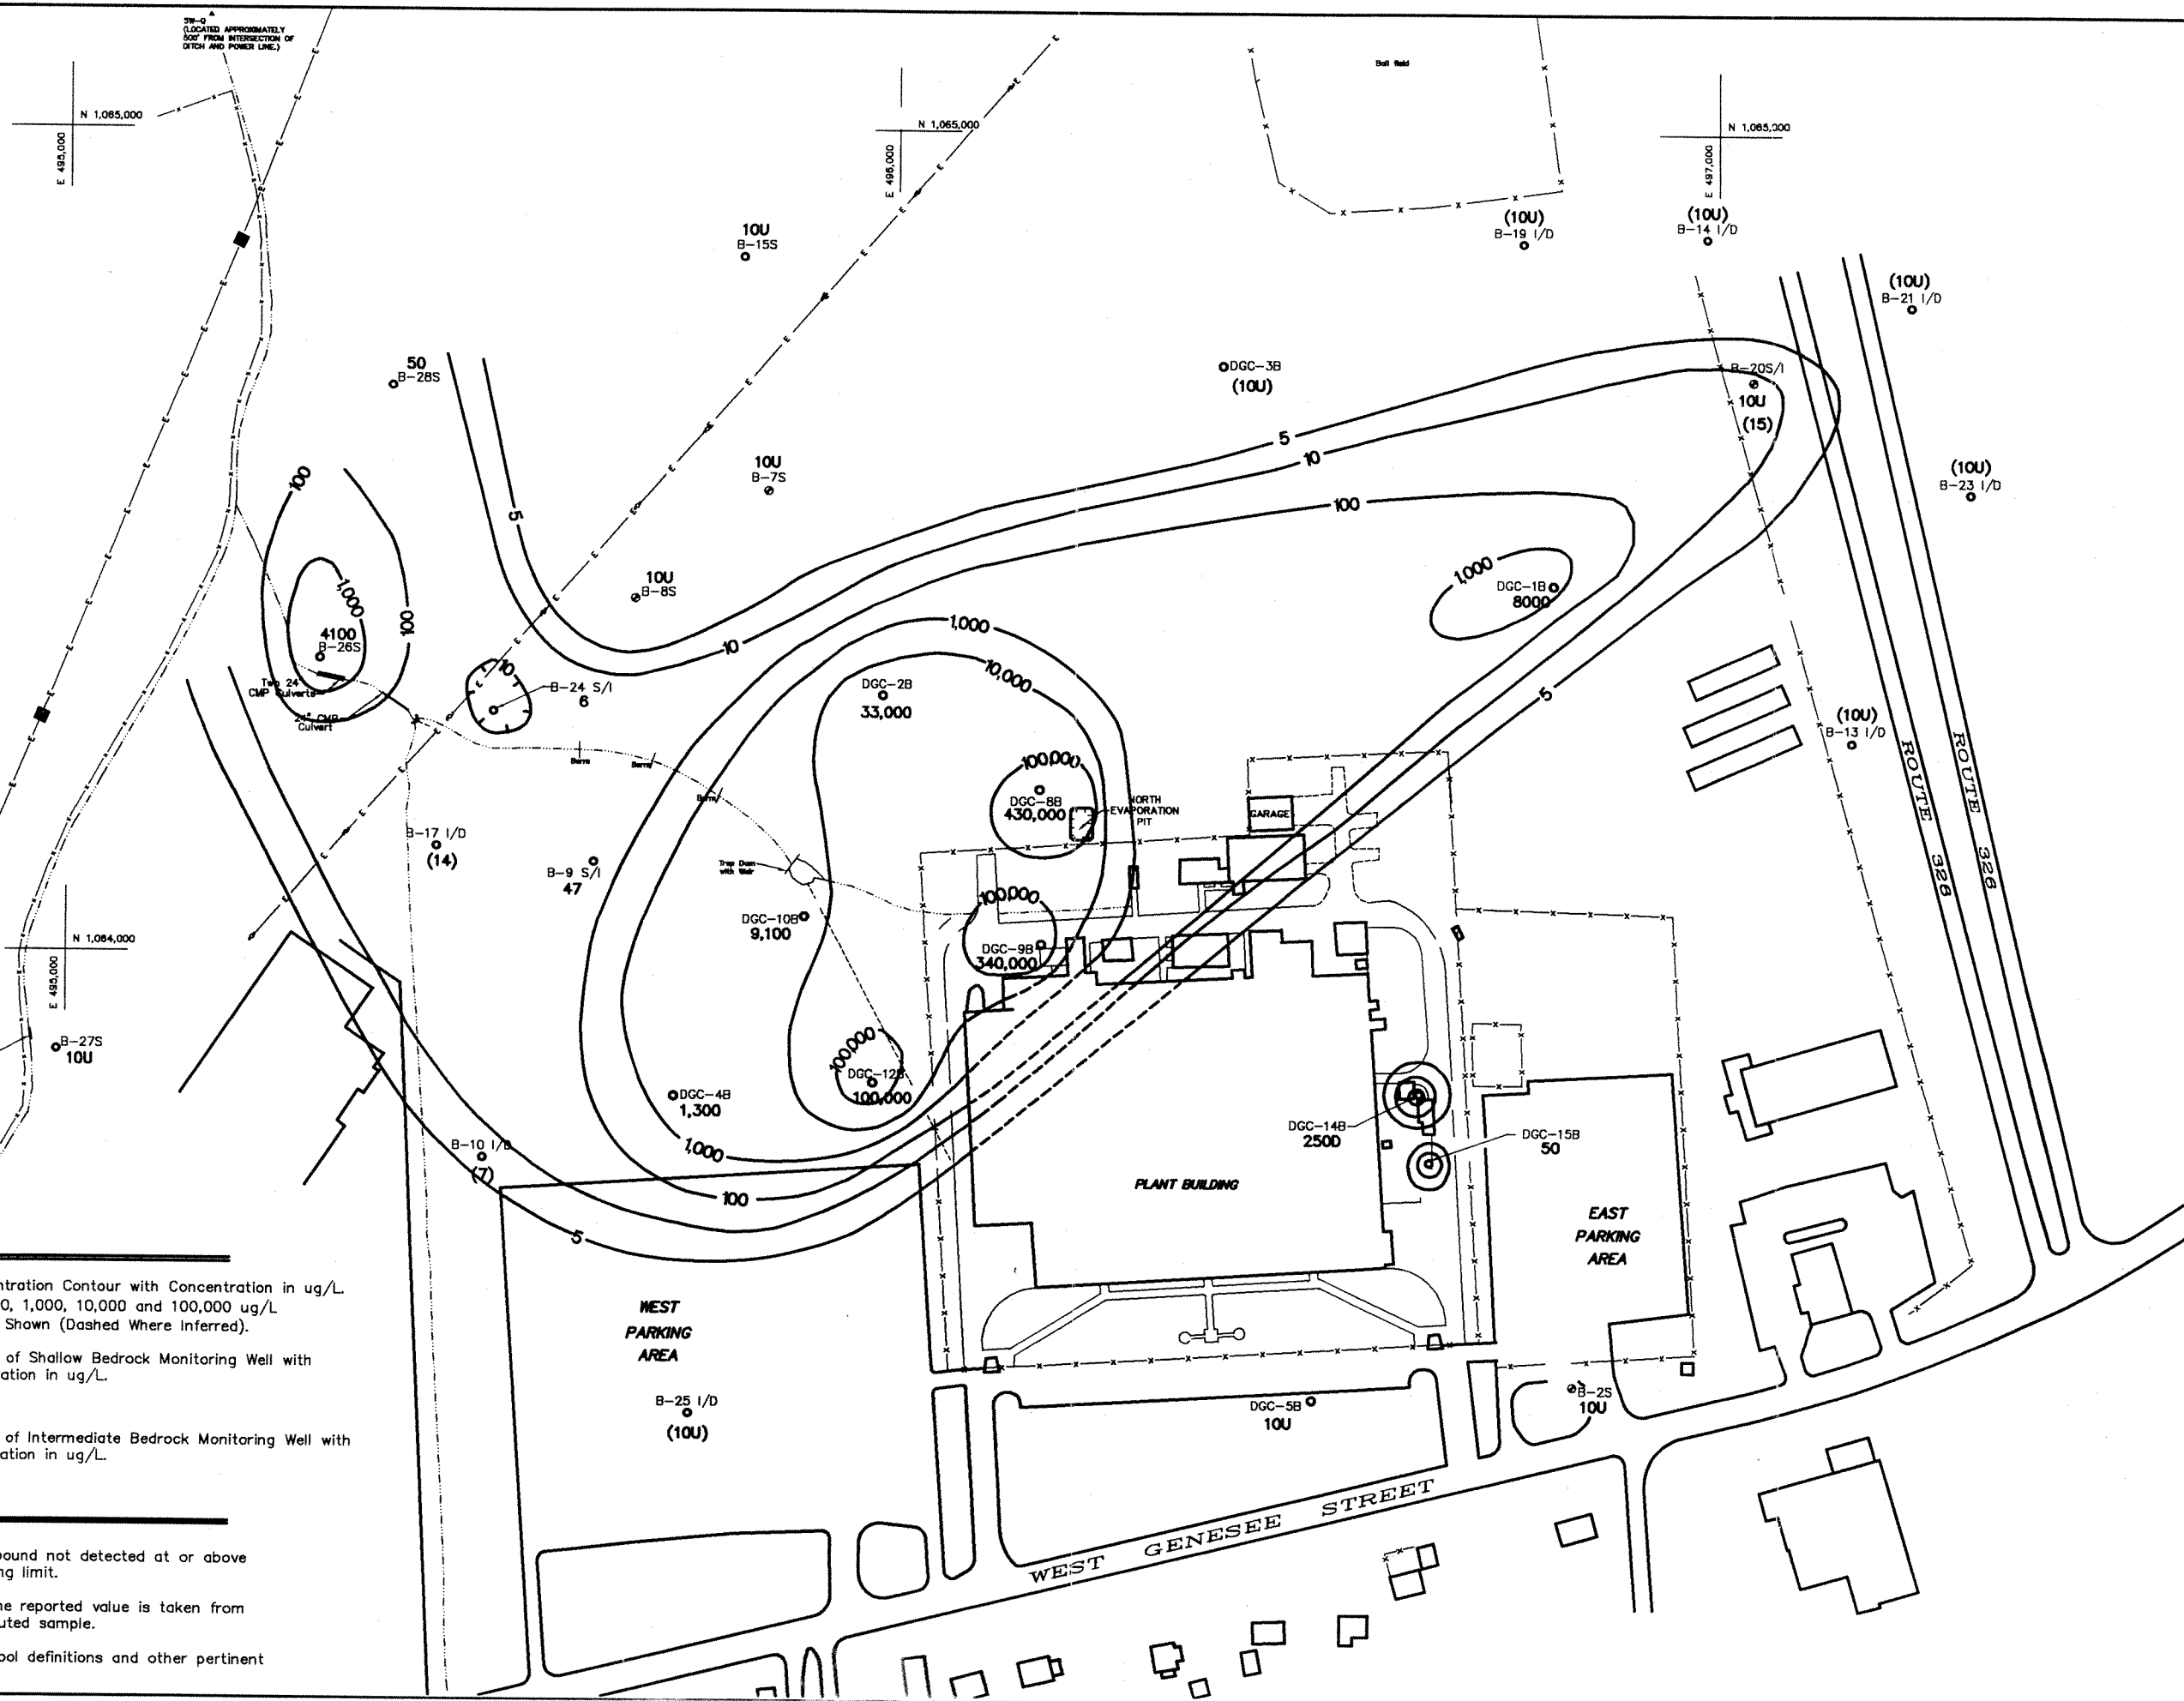 SW-Q
(LOCATED APPROXIMATELY
500' FROM INTERSECTION OF
DITCH AND POWER LINE.)
Ball field
N 1,065,000
E 495,000
N 1,065,000
E 496,000
N 1,065,000
E 497,000
10U
B-15S
(10U)
B-19 I/D
(10U)
B-14 I/D
(10U)
B-21 I/D
50
B-28S
DGC-3B
(10U)
B-20S/I
10U
(15)
5
10
10U
B-7S
(10U)
B-23 I/D
100
5
100
10U
B-8S
1,000
DGC-1B
8000
1,000
4100
B-26S
100
10
1,000
10,000
10
B-24 S/I
6
Two 24"
CMP Culverts
24" CMP
Culvert
DGC-2B
33,000
5
(10U)
B-13 I/D
Berm
Berm
Berm
100,000
DGC-8B
430,000
NORTH
EVAPORATION
PIT
GARAGE
ROUTE 328
ROUTE 328
B-17 I/D
(14)
B-9 S/I
47
Trap Dam
with Weir
100,000
DGC-10B
9,100
DGC-9B
340,000
N 1,064,000
E 495,000
B-27S
10U
100,000
DGC-12B
100,000
DGC-4B
1,300
1,000
DGC-14B
250D
DGC-15B
50
B-10 I/D
(7)
100
PLANT BUILDING
5
EAST
PARKING
AREA
ntration Contour with Concentration in ug/L.
0, 1,000, 10,000 and 100,000 ug/L
Shown (Dashed Where Inferred).
WEST
PARKING
AREA
of Shallow Bedrock Monitoring Well with
ation in ug/L.
B-25 I/D
(10U)
DGC-5B
10U
B-2S
10U
of Intermediate Bedrock Monitoring Well with
ation in ug/L.
WEST GENESEE STREET
ound not detected at or above
ng limit.
he reported value is taken from
uted sample.
ool definitions and other pertinent